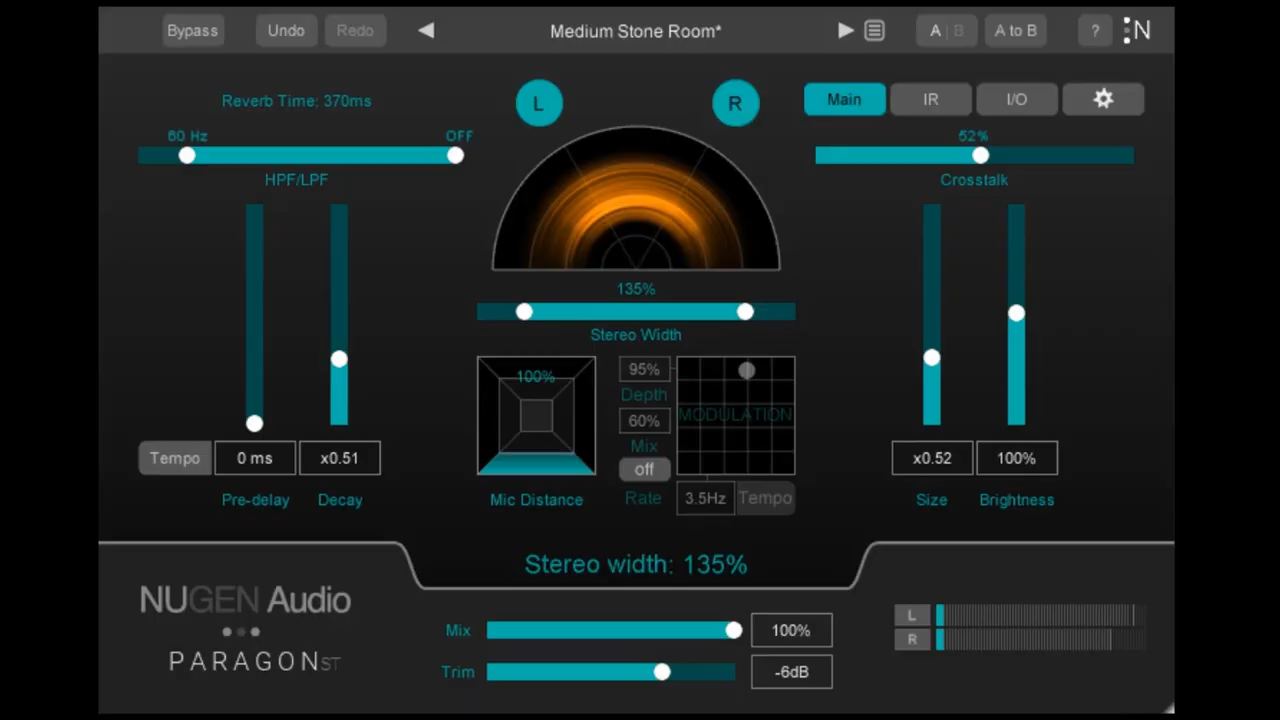 Bypass Undo Redo Medium Stone Room* A | B A to B ? N
Reverb Time: 370ms L R Main IR I/O
60 Hz OFF 52%
HPF/LPF Crosstalk
135%
Stereo Width
100% 95%
Depth
MODULATION
60%
Mix
Tempo 0 ms x0.51 off x0.52 100%
Pre-delay Decay Mic Distance Rate 3.5Hz Tempo Size Brightness
Stereo width: 135%
NUGEN Audio
PARAGON ST
Mix 100%
Trim -6dB
L
R